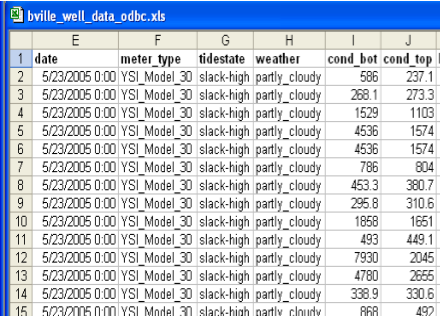 bville_well_data_odbc.xls
E F G H I J
1 date meter_type tidestate weather cond_bot cond_top
2 5/23/2005 0:00 YSI_Model_30 slack-high partly_cloudy 586 237.1
3 5/23/2005 0:00 YSI_Model_30 slack-high partly_cloudy 268.1 273.3
4 5/23/2005 0:00 YSI_Model_30 slack-high partly_cloudy 1529 1103
5 5/23/2005 0:00 YSI_Model_30 slack-high partly_cloudy 4536 1574
6 5/23/2005 0:00 YSI_Model_30 slack-high partly_cloudy 4536 1574
7 5/23/2005 0:00 YSI_Model_30 slack-high partly_cloudy 786 804
8 5/23/2005 0:00 YSI_Model_30 slack-high partly_cloudy 453.3 380.7
9 5/23/2005 0:00 YSI_Model_30 slack-high partly_cloudy 295.8 310.6
10 5/23/2005 0:00 YSI_Model_30 slack-high partly_cloudy 1858 1651
11 5/23/2005 0:00 YSI_Model_30 slack-high partly_cloudy 493 449.1
12 5/23/2005 0:00 YSI_Model_30 slack-high partly_cloudy 7930 2045
13 5/23/2005 0:00 YSI_Model_30 slack-high partly_cloudy 4780 2655
14 5/23/2005 0:00 YSI_Model_30 slack-high partly_cloudy 338.9 330.6
15 5/23/2005 0:00 YSI_Model_30 slack-high partly_cloudy 868 492